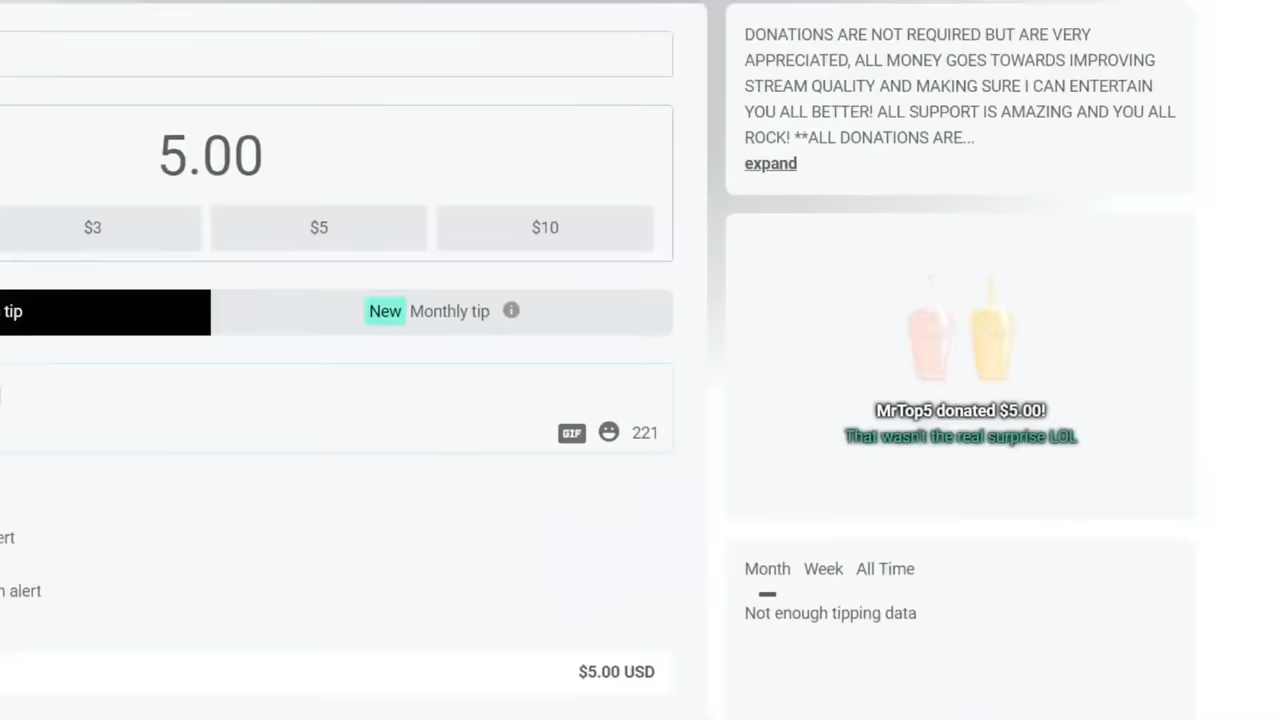 5.00
$3
$5
$10
tip
New Monthly tip
GIF
221
ert
alert
$5.00 USD
DONATIONS ARE NOT REQUIRED BUT ARE VERY
APPRECIATED, ALL MONEY GOES TOWARDS IMPROVING
STREAM QUALITY AND MAKING SURE I CAN ENTERTAIN
YOU ALL BETTER! ALL SUPPORT IS AMAZING AND YOU ALL
ROCK! **ALL DONATIONS ARE...
expand
MrTop5 donated $5.00!
That wasn't the real surprise LOL
Month Week All Time
Not enough tipping data